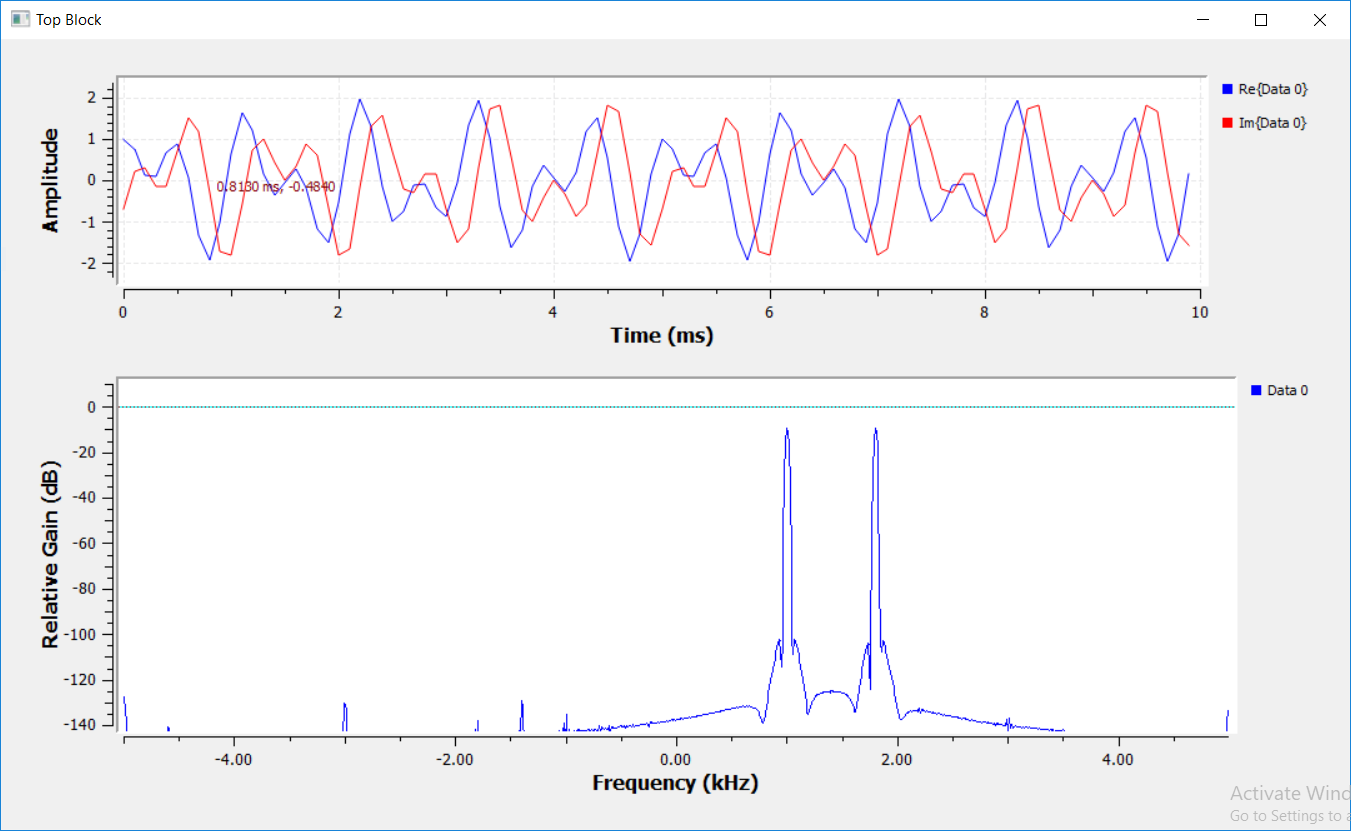 Top Block
2
1
0
-1
-2
Amplitude
0.8130 ms, -0.4840
Re{Data 0}
Im{Data 0}
0 2 4 6 8 10
Time (ms)
0
-20
-40
-60
-80
-100
-120
-140
Relative Gain (dB)
Data 0
-4.00 -2.00 0.00 2.00 4.00
Frequency (kHz)
Activate Wind
Go to Settings to a